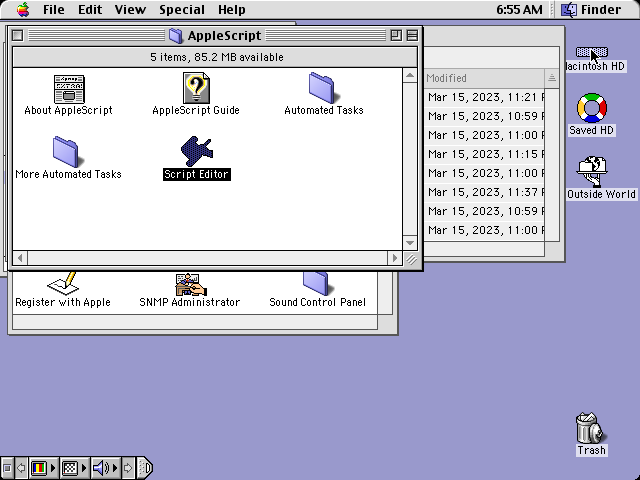 File Edit View Special Help 6:55 AM Finder
AppleScript
5 items, 85.2 MB available
About AppleScript
AppleScript Guide
Automated Tasks
More Automated Tasks
Script Editor
Modified
Mar 15, 2023, 11:21
Mar 15, 2023, 10:59
Mar 15, 2023, 11:00
Mar 15, 2023, 11:15
Mar 15, 2023, 11:00
Mar 15, 2023, 11:37
Mar 15, 2023, 10:59
Mar 15, 2023, 11:00
Register with Apple
SNMP Administrator
Sound Control Panel
acintosh HD
Saved HD
Outside World
Trash